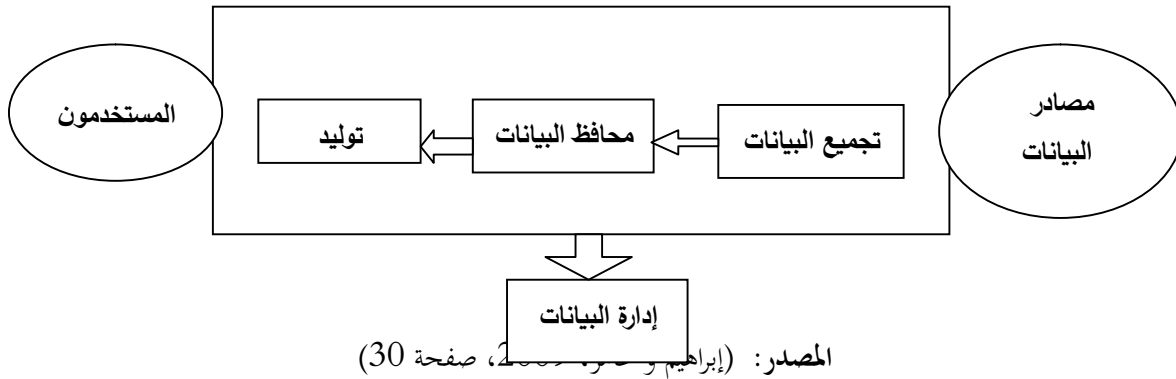 مصادر
البيانات
تجميع البيانات
محافظ البيانات
توليد
المستخدمون
إدارة البيانات
المصدر: (إبراهيم و، صفحة 30)